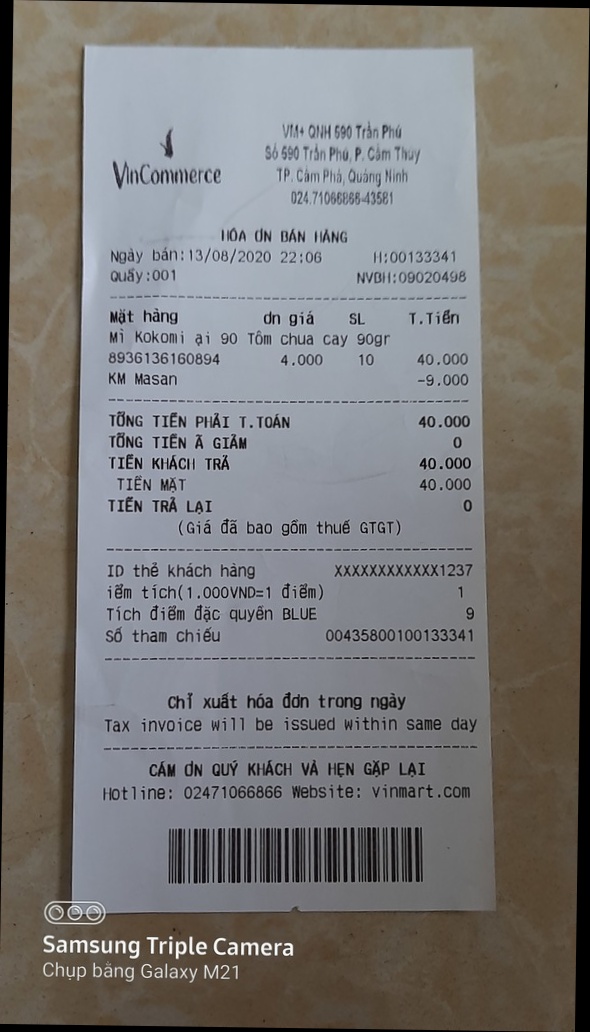 VinCommerce
VM+ QNH 590 Trần Phú
Số 590 Trần Phú, P. Cẩm Thủy
TP. Cẩm Phả, Quảng Ninh
024.71066866-43581
HÓA ƠN BÁN HÀNG
Ngày bán:13/08/2020 22:06 H:00133341
Quầy:001 NVBH:09020498
Mặt hàng ơn giá SL T.Tiền
Mì Kokomi ại 90 Tôm chua cay 90gr
8936136160894 4.000 10 40.000
KM Masan -9.000
TỔNG TIỀN PHẢI T.TOÁN 40.000
TỔNG TIỀN Ã GIẢM 0
TIỀN KHÁCH TRẢ 40.000
TIỀN MẶT 40.000
TIỀN TRẢ LẠI 0
(Giá đã bao gồm thuế GTGT)
ID thẻ khách hàng XXXXXXXXXXXX1237
iểm tích(1.000VND=1 điểm) 1
Tích điểm đặc quyền BLUE 9
Số tham chiếu 00435800100133341
Chỉ xuất hóa đơn trong ngày
Tax invoice will be issued within same day
CẢM ƠN QUÝ KHÁCH VÀ HẸN GẶP LẠI
Hotline: 02471066866 Website: vinmart.com
Samsung Triple Camera
Chụp bằng Galaxy M21